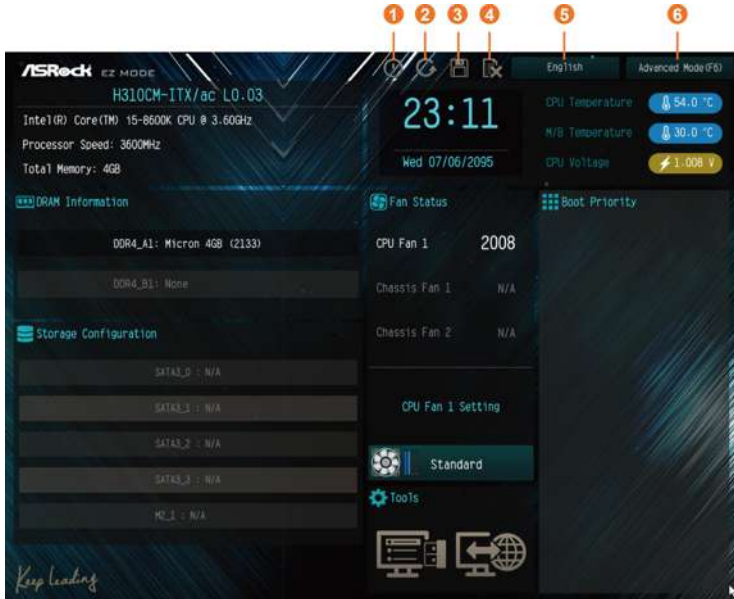 1 2 3 4 5 6
ASRock EZ MODE
English
Advanced Mode(F6)
H310CM-ITX/ac L0.03
Intel(R) Core(TM) i5-8600K CPU @ 3.60GHz
Processor Speed: 3600MHz
Total Memory: 4GB
23:11
Wed 07/06/2095
CPU Temperature 54.0 °C
M/B Temperature 30.0 °C
CPU Voltage 1.008 V
DRAM Information
DDR4_A1: Micron 4GB (2133)
DDR4_B1: None
Storage Configuration
SATA3_0 : N/A
SATA3_1 : N/A
SATA3_2 : N/A
SATA3_3 : N/A
M2_1 : N/A
Fan Status
CPU Fan 1 2008
Chassis Fan 1 N/A
Chassis Fan 2 N/A
CPU Fan 1 Setting
Standard
Tools
Boot Priority
Keep Leading